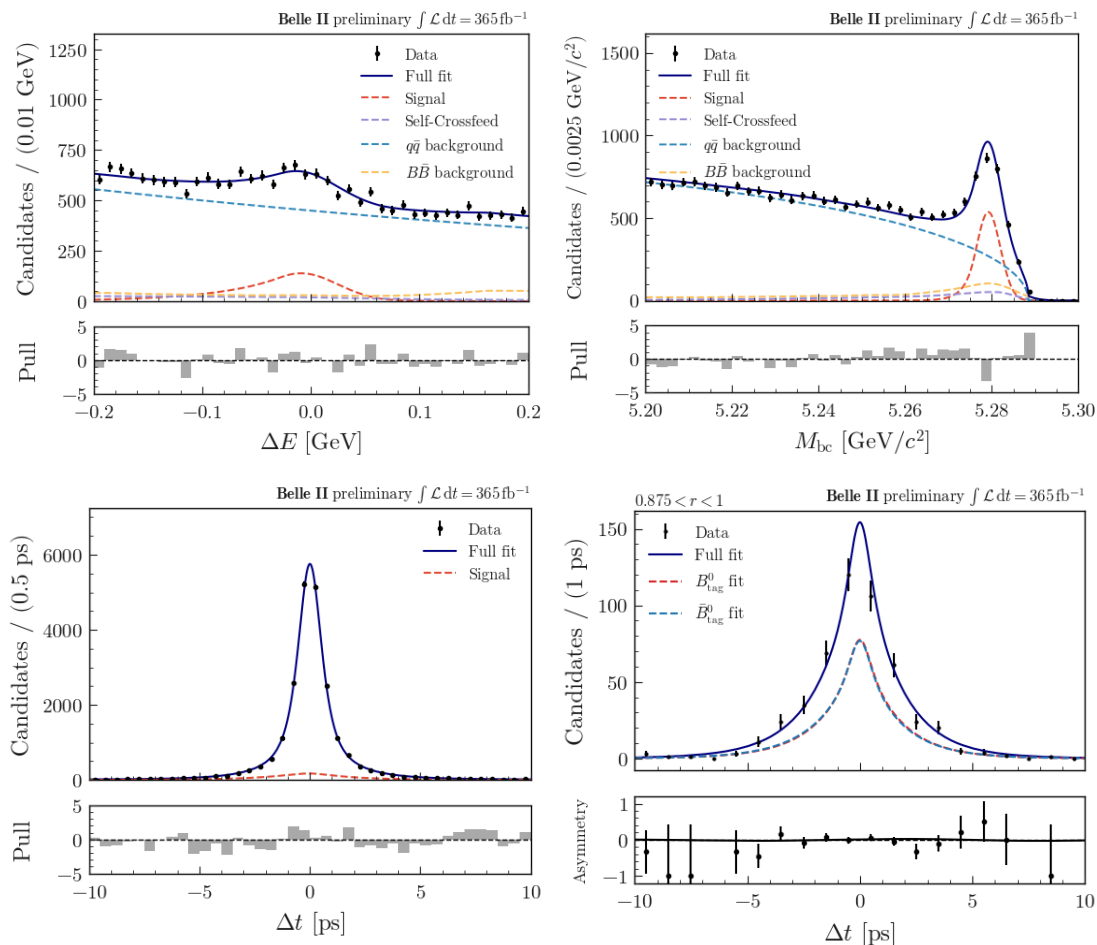 Belle II preliminary ∫ ℒ dt = 365 fb⁻¹
Candidates / (0.01 GeV)
1250
1000
750
500
250
0
Data
Full fit
Signal
Self-Crossfeed
qq̄ background
BB̄ background
Pull
5
0
−5
−0.2 −0.1 0.0 0.1 0.2
ΔE [GeV]
Belle II preliminary ∫ ℒ dt = 365 fb⁻¹
Candidates / (0.0025 GeV/c²)
1500
1000
500
0
Data
Full fit
Signal
Self-Crossfeed
qq̄ background
BB̄ background
Pull
5
0
−5
5.20 5.22 5.24 5.26 5.28 5.30
M_bc [GeV/c²]
Belle II preliminary ∫ ℒ dt = 365 fb⁻¹
Candidates / (0.5 ps)
6000
4000
2000
0
Data
Full fit
Signal
Pull
5
0
−5
−10 −5 0 5 10
Δt [ps]
0.875 < r < 1 Belle II preliminary ∫ ℒ dt = 365 fb⁻¹
Candidates / (1 ps)
150
100
50
0
Data
Full fit
B⁰_tag fit
B̄⁰_tag fit
Asymmetry
1
0
−1
−10 −5 0 5 10
Δt [ps]